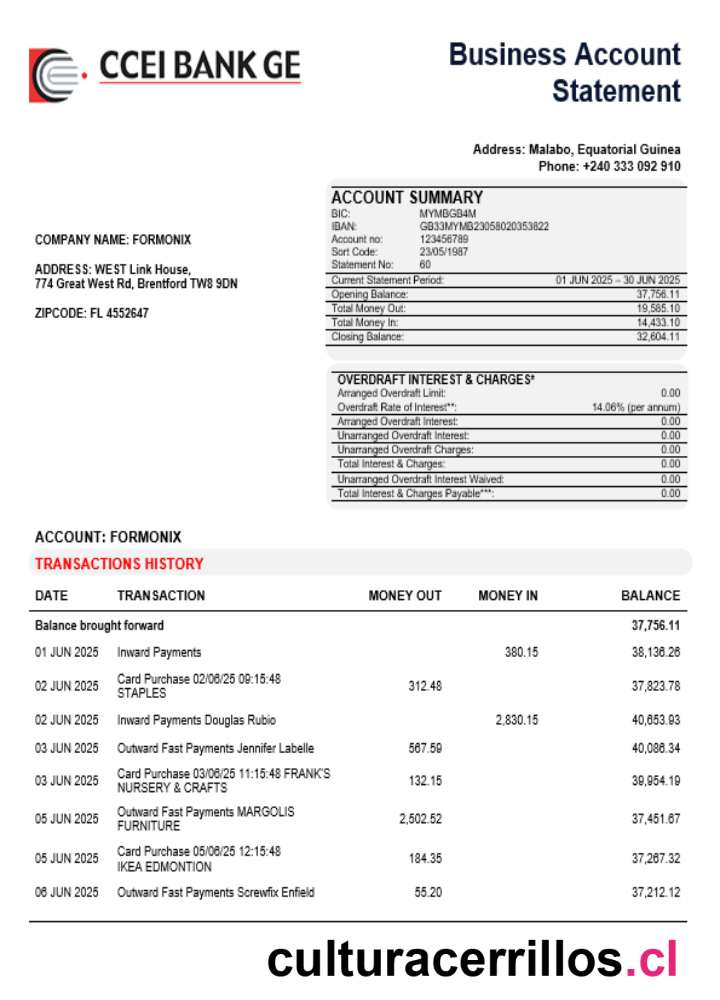 CCEI BANK GE
Business Account
Statement
Address: Malabo, Equatorial Guinea
Phone: +240 333 092 910
ACCOUNT SUMMARY
BIC: MYMBGB4M
IBAN: GB33MYMB23058020353822
Account no: 123456789
Sort Code: 23/05/1987
Statement No: 60
Current Statement Period: 01 JUN 2025 – 30 JUN 2025
Opening Balance: 37,756.11
Total Money Out: 19,585.10
Total Money In: 14,433.10
Closing Balance: 32,604.11
COMPANY NAME: FORMONIX
ADDRESS: WEST Link House,
774 Great West Rd, Brentford TW8 9DN
ZIPCODE: FL 4552647
OVERDRAFT INTEREST & CHARGES*
Arranged Overdraft Limit: 0.00
Overdraft Rate of Interest**: 14.06% (per annum)
Arranged Overdraft Interest: 0.00
Unarranged Overdraft Interest: 0.00
Unarranged Overdraft Charges: 0.00
Total Interest & Charges: 0.00
Unarranged Overdraft Interest Waived: 0.00
Total Interest & Charges Payable***: 0.00
ACCOUNT: FORMONIX
TRANSACTIONS HISTORY
DATE TRANSACTION MONEY OUT MONEY IN BALANCE
Balance brought forward 37,756.11
01 JUN 2025 Inward Payments 380.15 38,136.26
02 JUN 2025 Card Purchase 02/06/25 09:15:48
STAPLES 312.48 37,823.78
02 JUN 2025 Inward Payments Douglas Rubio 2,830.15 40,653.93
03 JUN 2025 Outward Fast Payments Jennifer Labelle 567.59 40,086.34
03 JUN 2025 Card Purchase 03/06/25 11:15:48 FRANK'S
NURSERY & CRAFTS 132.15 39,954.19
05 JUN 2025 Outward Fast Payments MARGOLIS
FURNITURE 2,502.52 37,451.67
05 JUN 2025 Card Purchase 05/06/25 12:15:48
IKEA EDMONTION 184.35 37,267.32
06 JUN 2025 Outward Fast Payments Screwfix Enfield 55.20 37,212.12
culturacerrillos.cl